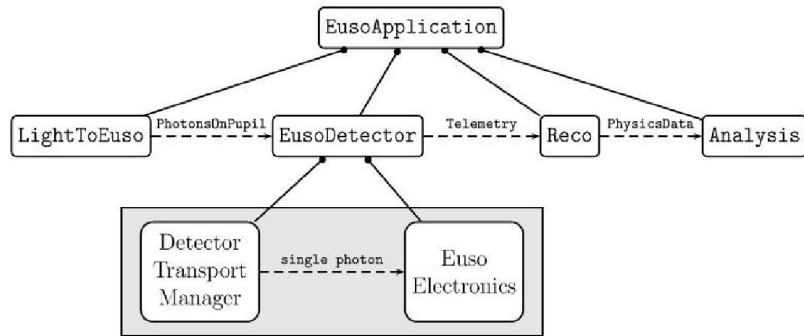 EusoApplication
PhotonsOnPupil
Telemetry
PhysicsData
LightToEuso
EusoDetector
Reco
Analysis
Detector
Transport
Manager
single photon
Euso
Electronics